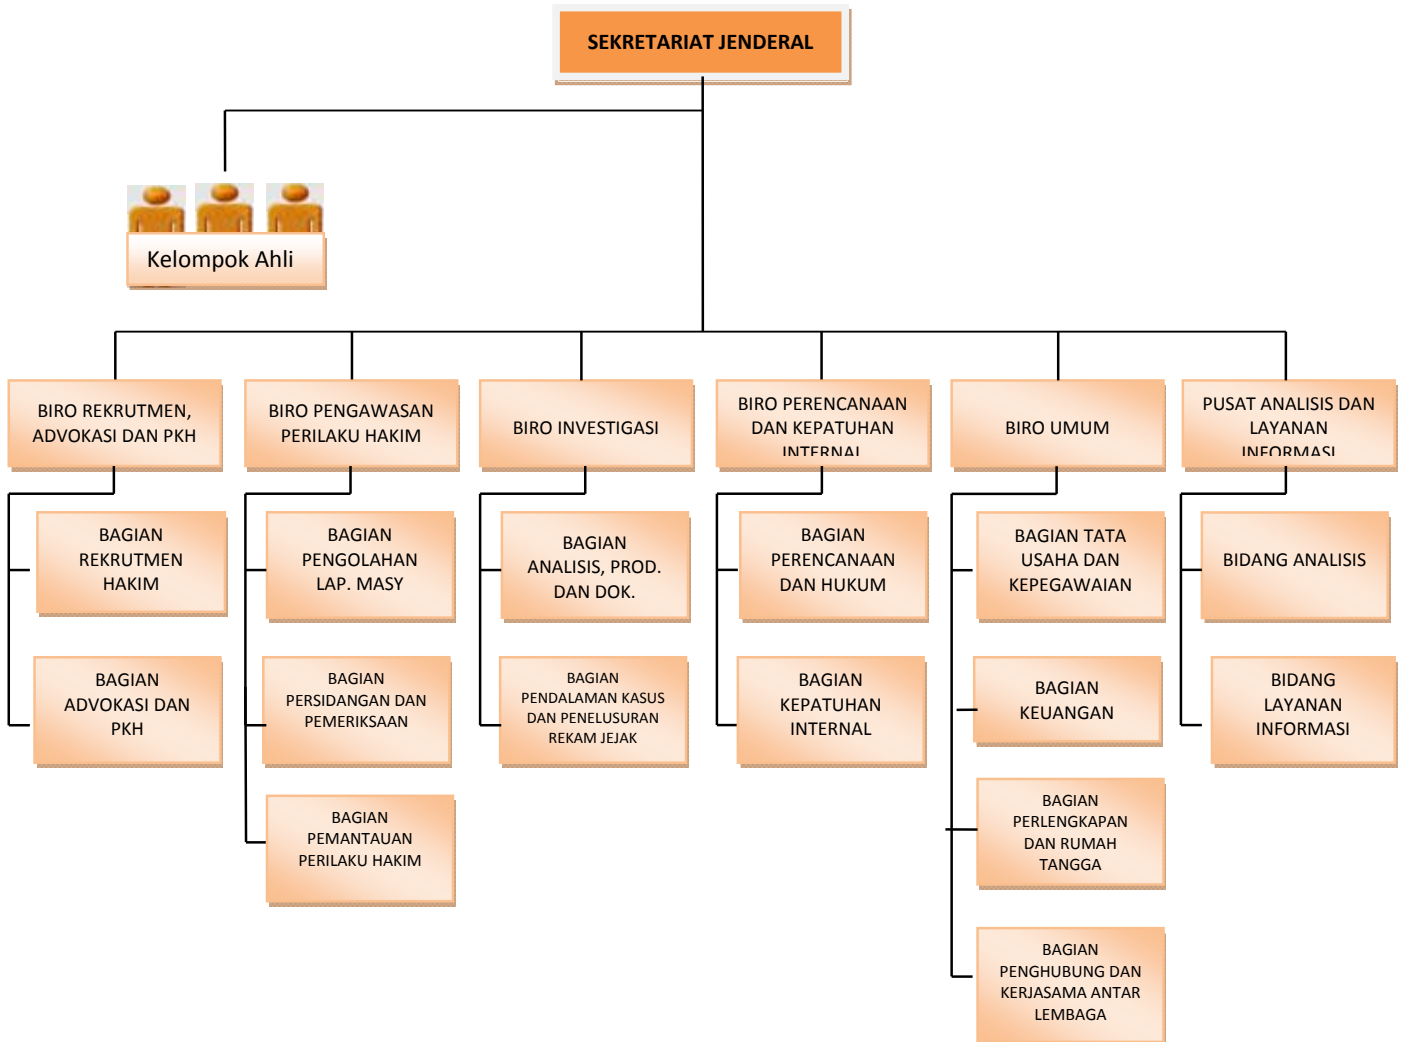 SEKRETARIAT JENDERAL
Kelompok Ahli
BIRO REKRUTMEN,
ADVOKASI DAN PKH
BIRO PENGAWASAN
PERILAKU HAKIM
BIRO INVESTIGASI
BIRO PERENCANAAN
DAN KEPATUHAN
INTERNAL
BIRO UMUM
PUSAT ANALISIS DAN
LAYANAN
INFORMASI
BAGIAN
REKRUTMEN
HAKIM
BAGIAN
PENGOLAHAN
LAP. MASY
BAGIAN
ANALISIS, PROD.
DAN DOK.
BAGIAN
PERENCANAAN
DAN HUKUM
BAGIAN TATA
USAHA DAN
KEPEGAWAIAN
BIDANG ANALISIS
BAGIAN
ADVOKASI DAN
PKH
BAGIAN
PERSIDANGAN DAN
PEMERIKSAAN
BAGIAN
PENDALAMAN KASUS
DAN PENELUSURAN
REKAM JEJAK
BAGIAN
KEPATUHAN
INTERNAL
BAGIAN
KEUANGAN
BIDANG
LAYANAN
INFORMASI
BAGIAN
PEMANTAUAN
PERILAKU HAKIM
BAGIAN
PERLENGKAPAN
DAN RUMAH
TANGGA
BAGIAN
PENGHUBUNG DAN
KERJASAMA ANTAR
LEMBAGA